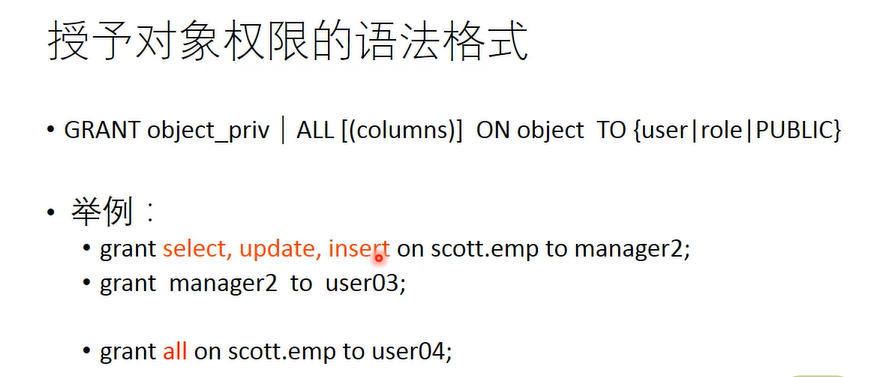 授予对象权限的语法格式
• GRANT object_priv | ALL [(columns)] ON object TO {user|role|PUBLIC}
• 举例：
• grant select, update, insert on scott.emp to manager2;
• grant manager2 to user03;
• grant all on scott.emp to user04;